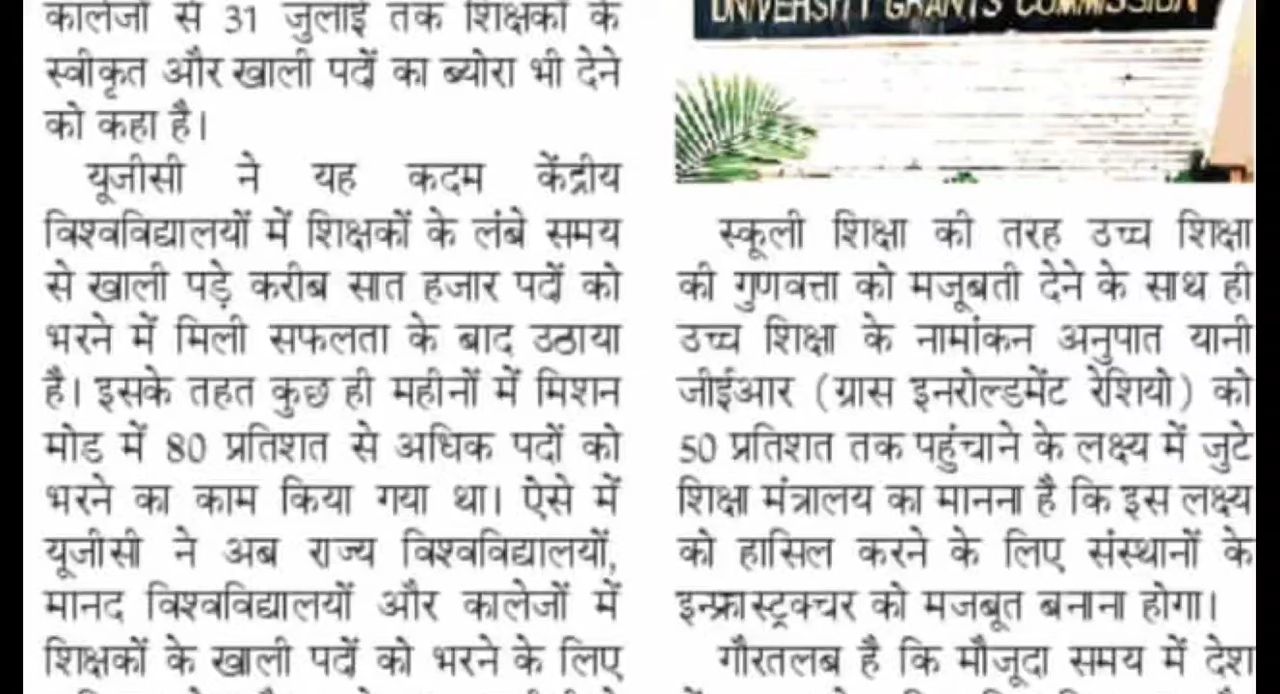 कालेजों से 31 जुलाई तक शिक्षकों के
स्वीकृत और खाली पदों का ब्योरा भी देने
को कहा है।
यूजीसी ने यह कदम केंद्रीय
विश्वविद्यालयों में शिक्षकों के लंबे समय
से खाली पड़े करीब सात हजार पदों को
भरने में मिली सफलता के बाद उठाया
है। इसके तहत कुछ ही महीनों में मिशन
मोड में 80 प्रतिशत से अधिक पदों को
भरने का काम किया गया था। ऐसे में
यूजीसी ने अब राज्य विश्वविद्यालयों,
मानद विश्वविद्यालयों और कालेजों में
शिक्षकों के खाली पदों को भरने के लिए
UNIVERSITY GRANTS COMMISSION
स्कूली शिक्षा की तरह उच्च शिक्षा
की गुणवत्ता को मजूबती देने के साथ ही
उच्च शिक्षा के नामांकन अनुपात यानी
जीईआर (ग्रास इनरोल्डमेंट रेशियो) को
50 प्रतिशत तक पहुंचाने के लक्ष्य में जुटे
शिक्षा मंत्रालय का मानना है कि इस लक्ष्य
को हासिल करने के लिए संस्थानों के
इन्फ्रास्ट्रक्चर को मजबूत बनाना होगा।
गौरतलब है कि मौजूदा समय में देश